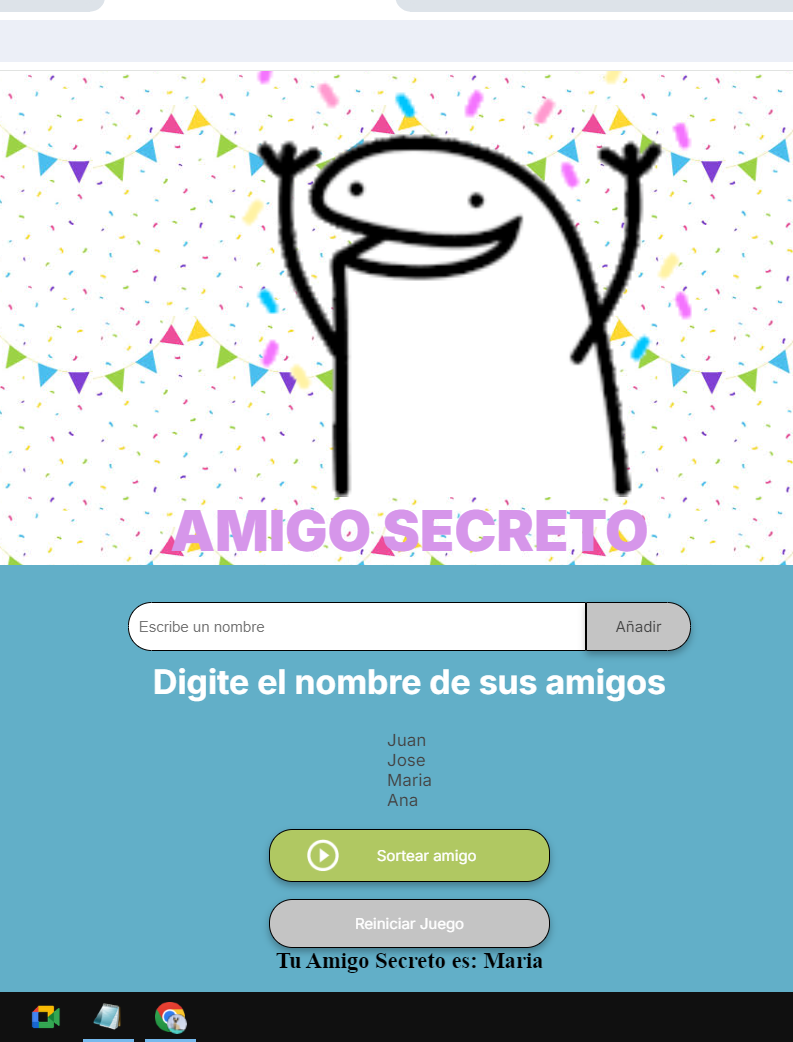 AMIGO SECRETO
Escribe un nombre
Añadir
Digite el nombre de sus amigos
Juan
Jose
Maria
Ana
Sortear amigo
Reiniciar Juego
Tu Amigo Secreto es: Maria